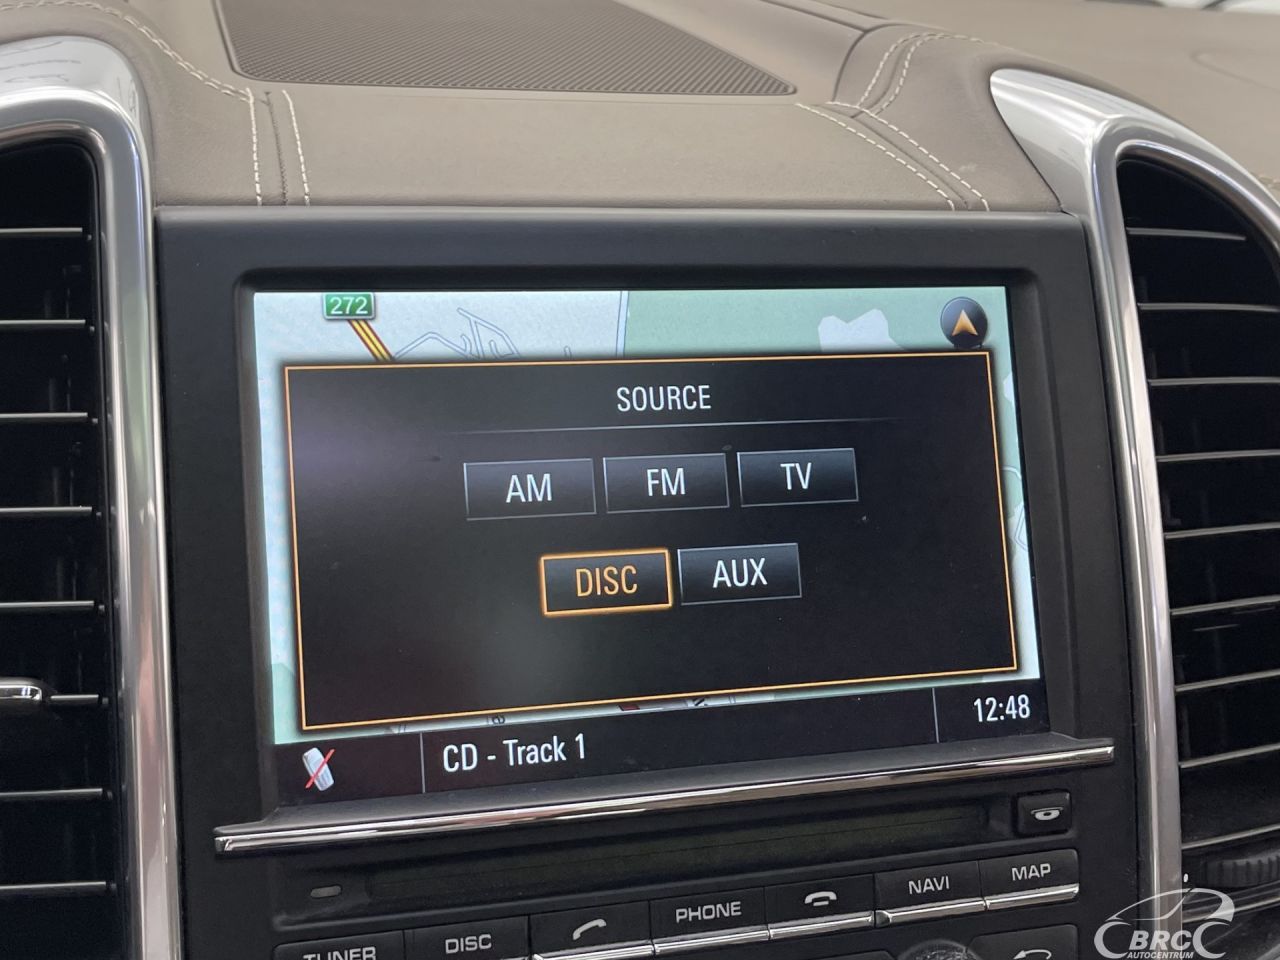 272
SOURCE
AM FM TV
DISC AUX
CD - Track 1
12:48
TUNER DISC PHONE NAVI MAP
BRC
AUTOCENTRUM